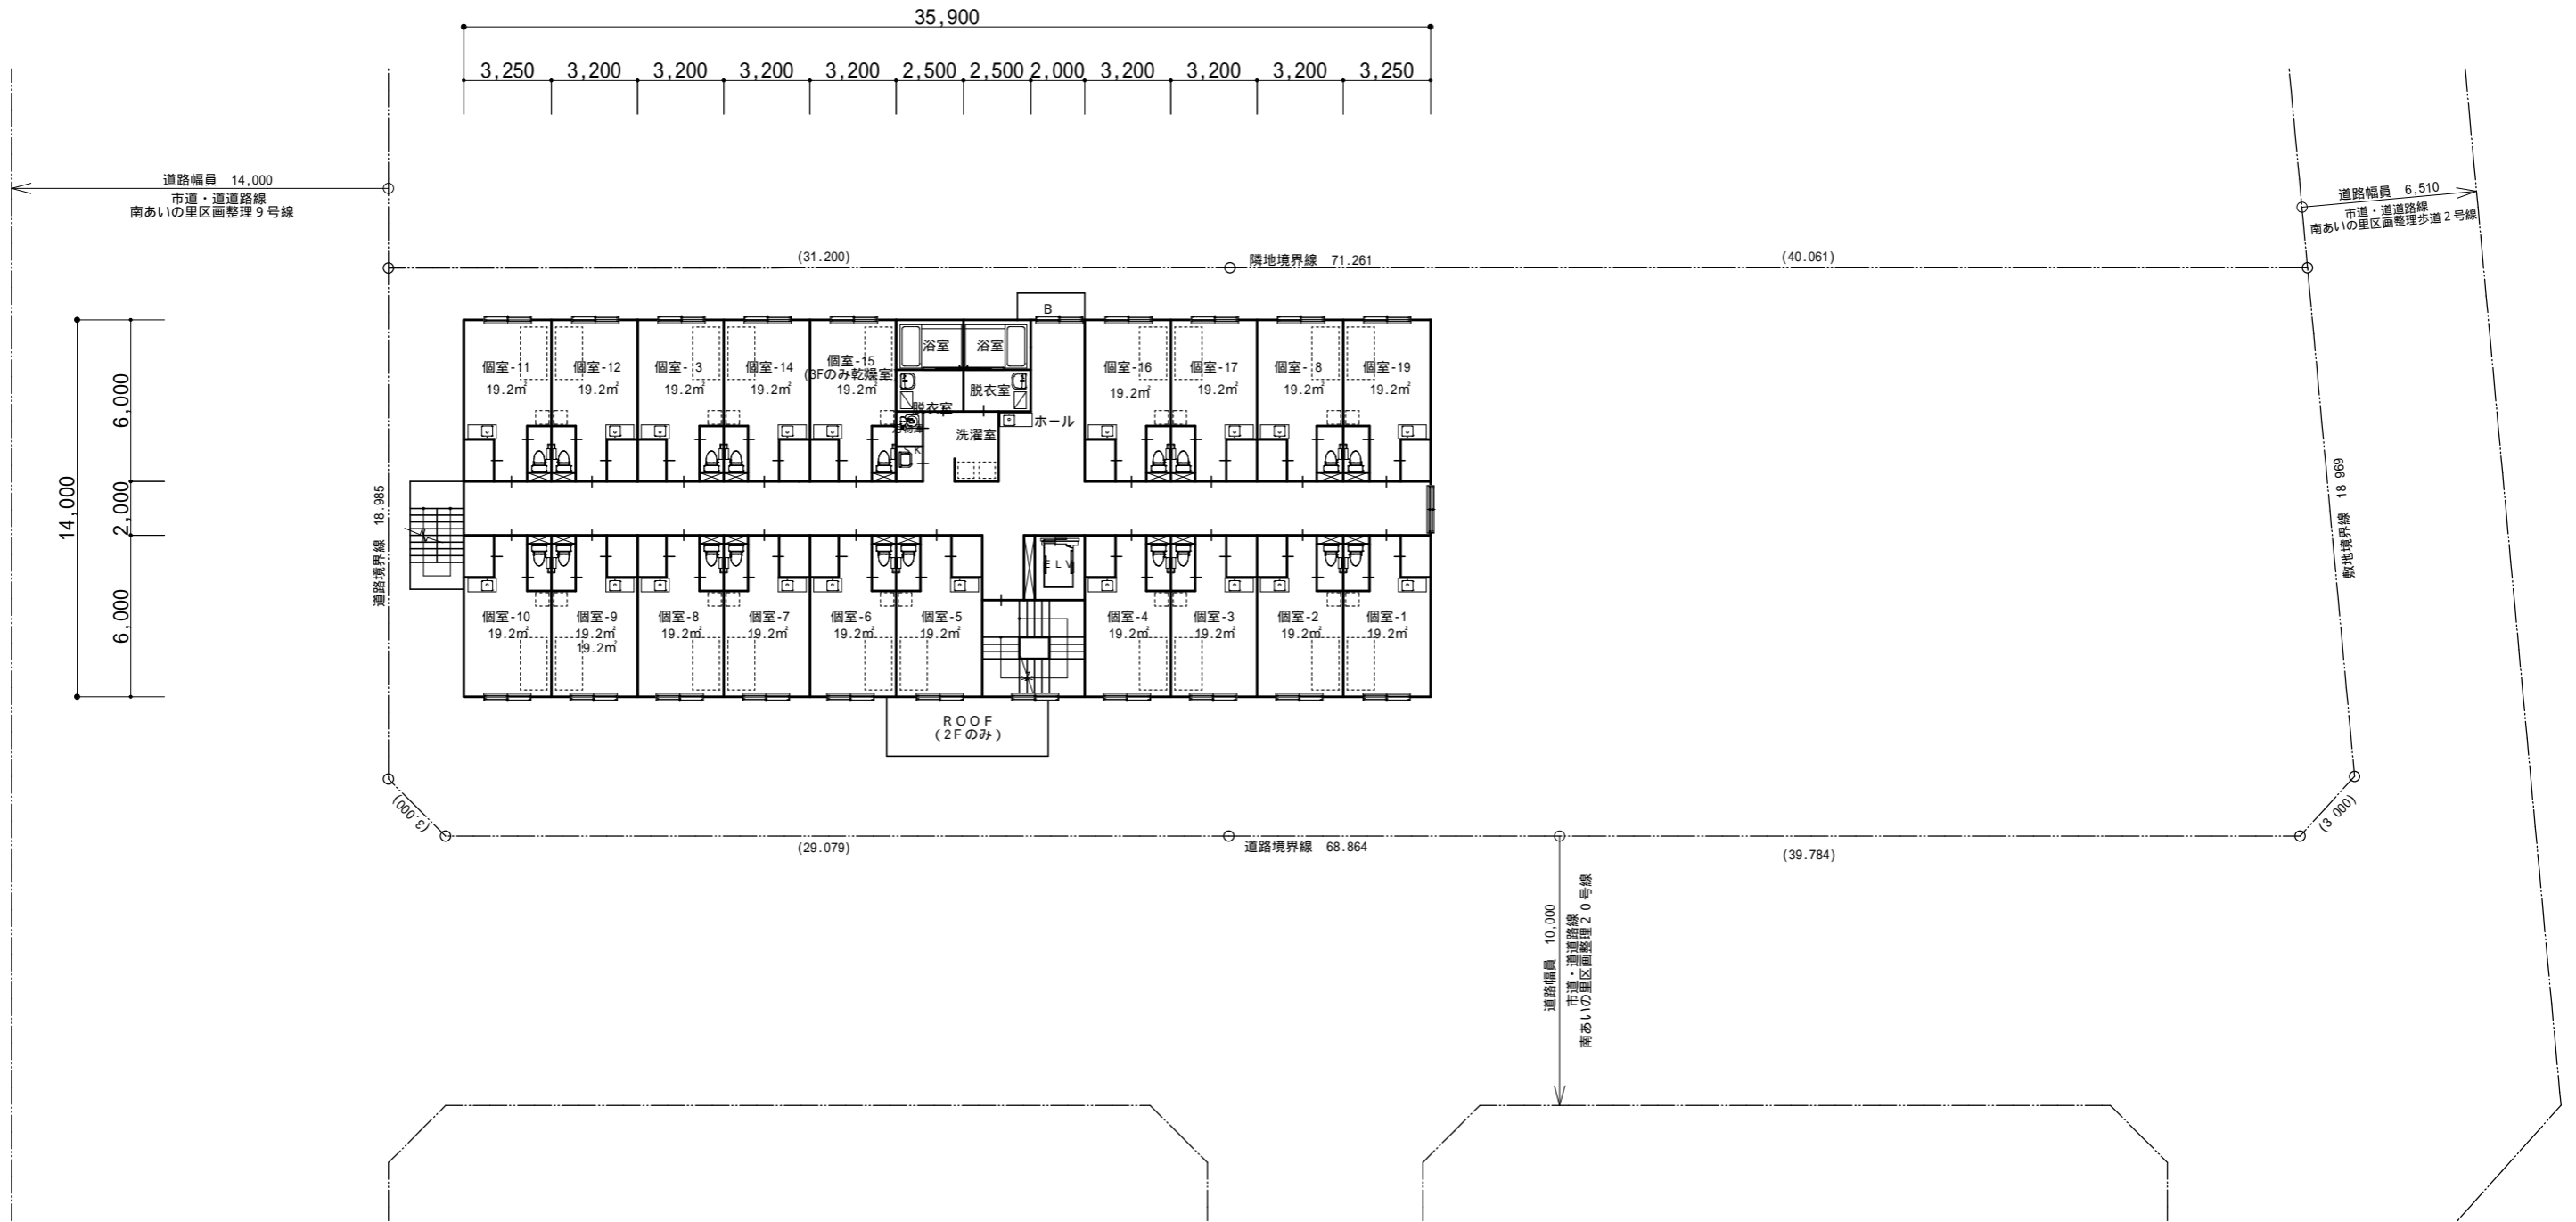 35,900
3,250 3,200 3,200 3,200 3,200 2,500 2,500 2,000 3,200 3,200 3,200 3,250
道路幅員 14,000
市道・道道路線
南あいの里区画整理9号線
道路幅員 6,510
市道・道道路線
南あいの里区画整理歩道2号線
(31.200)
隣地境界線 71.261
(40.061)
14,000
6,000
2,000
6,000
道路境界線 18.985
敷地境界線 18 969
B
個室-11
19.2㎡
個室-12
19.2㎡
個室- 3
19.2㎡
個室-14
19.2㎡
個室-15
(3Fのみ乾燥室
19.2㎡
浴室
浴室
脱衣室
脱衣室
洗濯室
ホール
K
個室-16
19.2㎡
個室-17
19.2㎡
個室- 8
19.2㎡
個室-19
19.2㎡
ELV
個室-10
19.2㎡
個室-9
19.2㎡
19.2㎡
個室-8
19.2㎡
個室-7
19.2㎡
個室-6
19.2㎡
個室-5
19.2㎡
個室-4
19.2㎡
個室-3
19.2㎡
個室-2
19.2㎡
個室-1
19.2㎡
ROOF
(2Fのみ)
(3.000)
(3 000)
(29.079)
道路境界線 68.864
(39.784)
道路幅員 10,000
市道・道道路線
南あいの里区画整理20号線